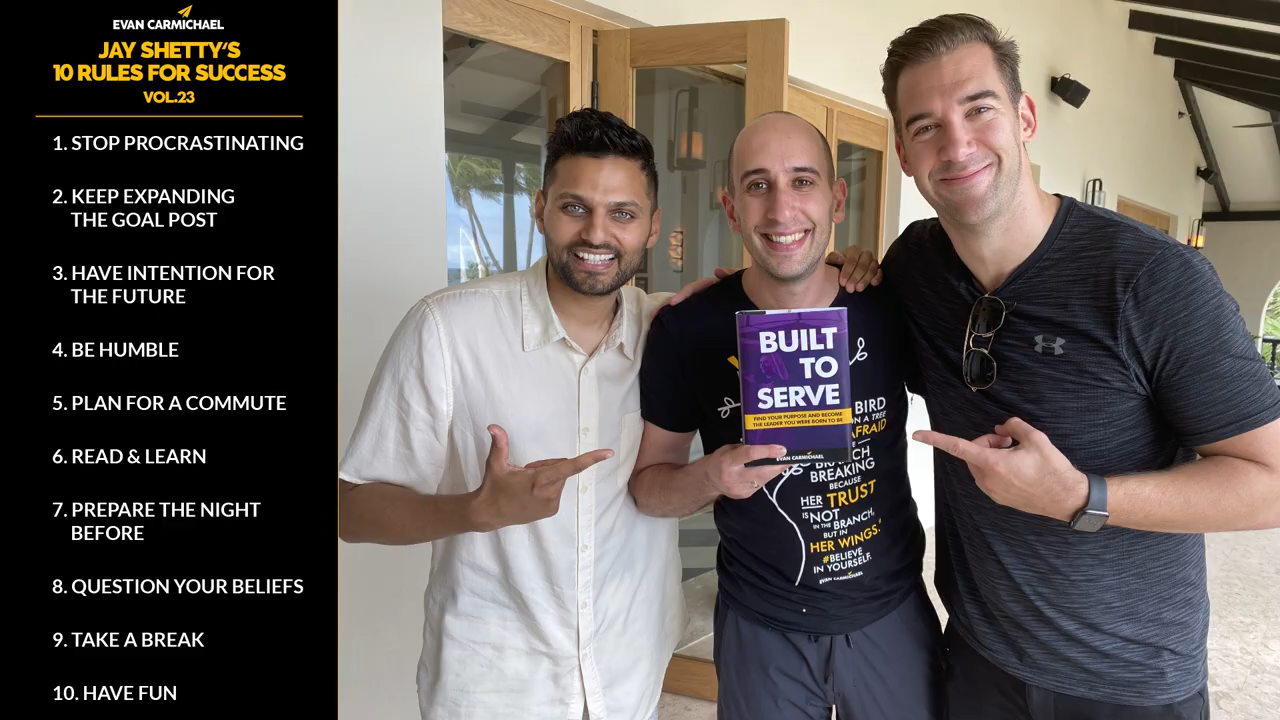 EVAN CARMICHAEL
JAY SHETTY'S
10 RULES FOR SUCCESS
VOL.23
1. STOP PROCRASTINATING
2. KEEP EXPANDING
THE GOAL POST
3. HAVE INTENTION FOR
THE FUTURE
4. BE HUMBLE
5. PLAN FOR A COMMUTE
6. READ & LEARN
7. PREPARE THE NIGHT
BEFORE
8. QUESTION YOUR BELIEFS
9. TAKE A BREAK
10. HAVE FUN
BUILT
TO
SERVE
FIND YOUR PURPOSE AND BECOME
THE LEADER YOU WERE BORN TO BE
EVAN CARMICHAEL
BIRD
ON A TREE
AFRAID
BRANCH
BREAKING
BECAUSE
HER TRUST
IS NOT
IN THE BRANCH,
BUT IN
HER WINGS."
#BELIEVE
IN YOURSELF.
EVAN CARMICHAEL